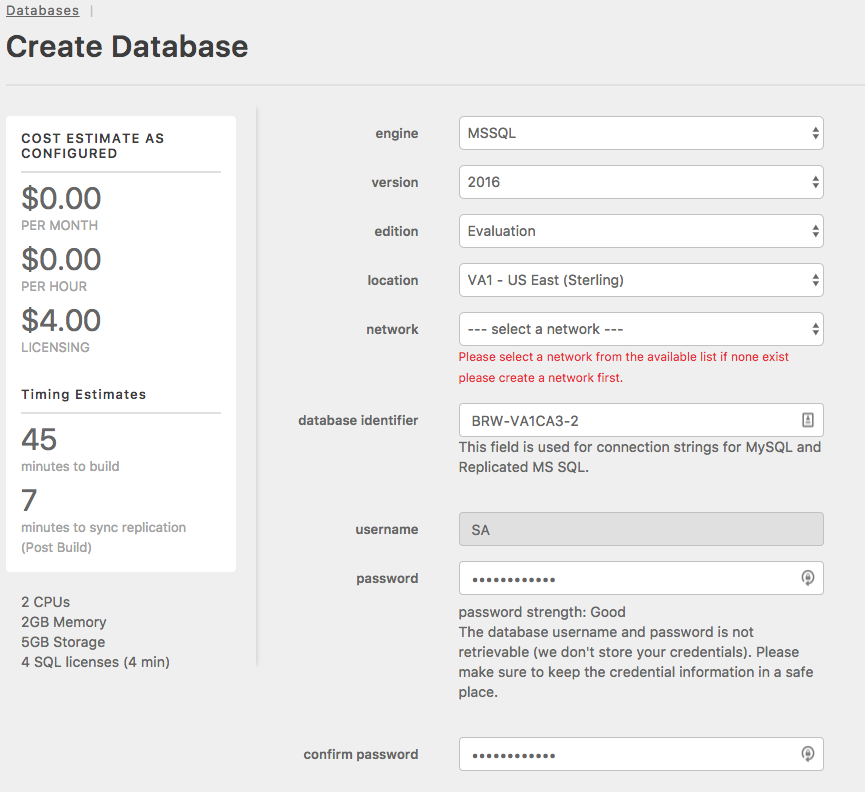 Databases |
Create Database
COST ESTIMATE AS
CONFIGURED
$0.00
PER MONTH
$0.00
PER HOUR
$4.00
LICENSING
Timing Estimates
45
minutes to build
7
minutes to sync replication
(Post Build)
2 CPUs
2GB Memory
5GB Storage
4 SQL licenses (4 min)
engine MSSQL
version 2016
edition Evaluation
location VA1 - US East (Sterling)
network --- select a network ---
Please select a network from the available list if none exist
please create a network first.
database identifier BRW-VA1CA3-2
This field is used for connection strings for MySQL and
Replicated MS SQL.
username SA
password ••••••••••••
password strength: Good
The database username and password is not
retrievable (we don't store your credentials). Please
make sure to keep the credential information in a safe
place.
confirm password ••••••••••••